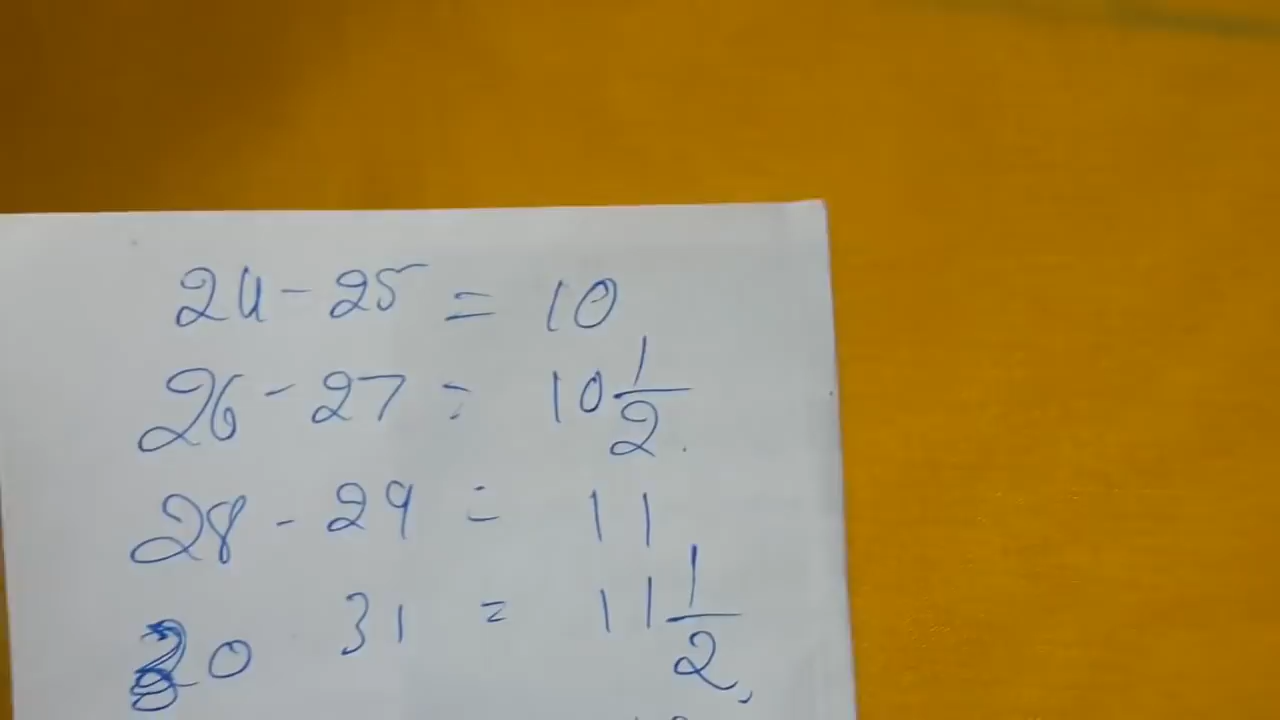 24 - 25 = 10
26 - 27 = 10 1/2
28 - 29 = 11
30 31 = 11 1/2